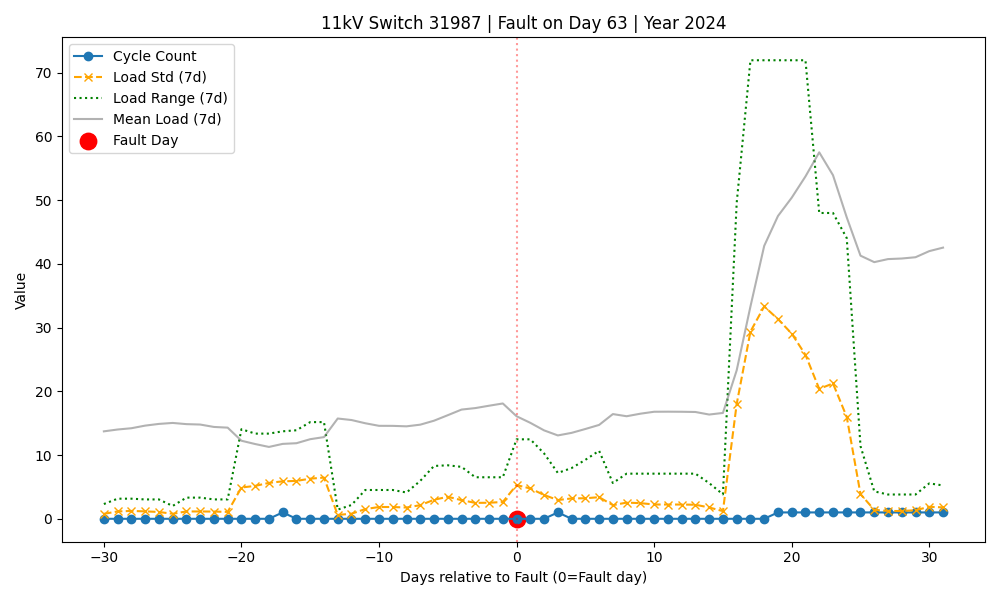 11kV Switch 31987 | Fault on Day 63 | Year 2024
Cycle Count
Load Std (7d)
Load Range (7d)
Mean Load (7d)
Fault Day
Value
70
60
50
40
30
20
10
0
−30 −20 −10 0 10 20 30
Days relative to Fault (0=Fault day)